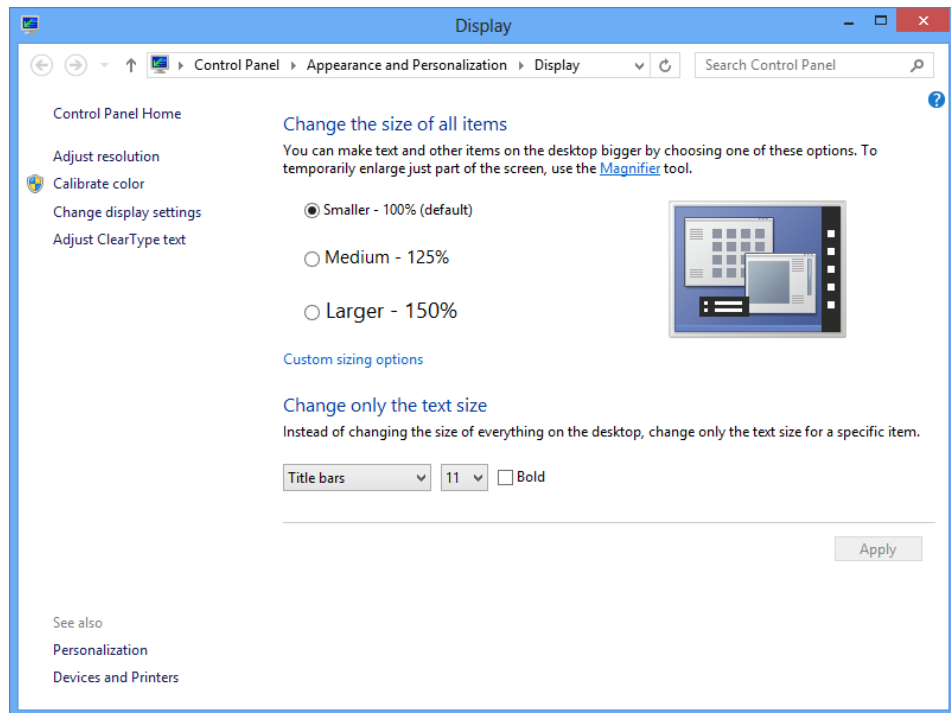 Display
Control Panel Appearance and Personalization Display
Search Control Panel
Control Panel Home
Adjust resolution
Calibrate color
Change display settings
Adjust ClearType text
Change the size of all items
You can make text and other items on the desktop bigger by choosing one of these options. To
temporarily enlarge just part of the screen, use the Magnifier tool.
Smaller - 100% (default)
Medium - 125%
Larger - 150%
Custom sizing options
Change only the text size
Instead of changing the size of everything on the desktop, change only the text size for a specific item.
Title bars 11 Bold
Apply
See also
Personalization
Devices and Printers